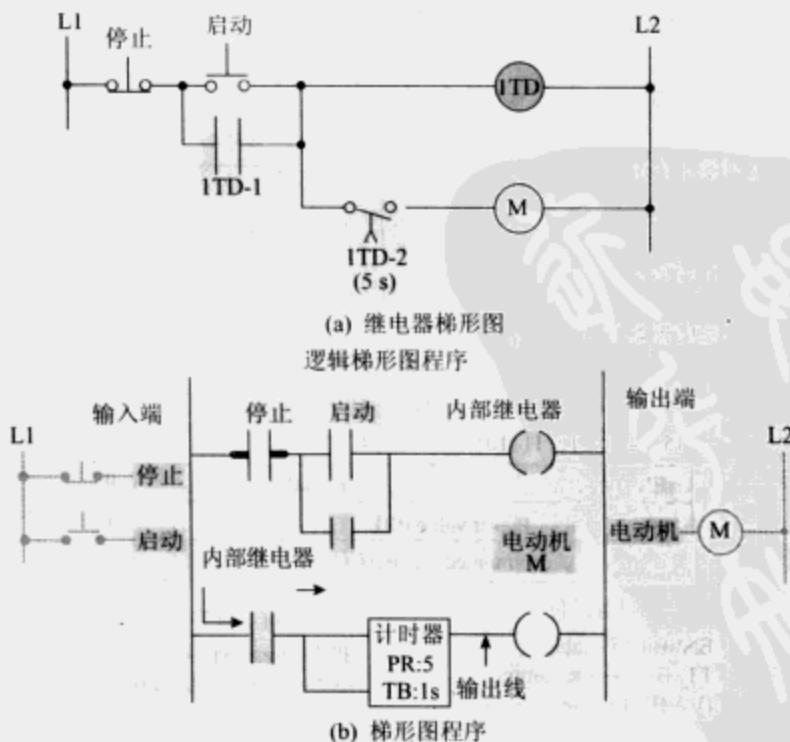 L1
停止
启动
L2
1TD
1TD-1
M
1TD-2
(5 s)
(a) 继电器梯形图
逻辑梯形图程序
输入端
停止
启动
内部继电器
输出端
L1
L2
停止
启动
内部继电器
电动机
M
电动机
M
计时器
PR:5
TB:1s
输出线
(b) 梯形图程序